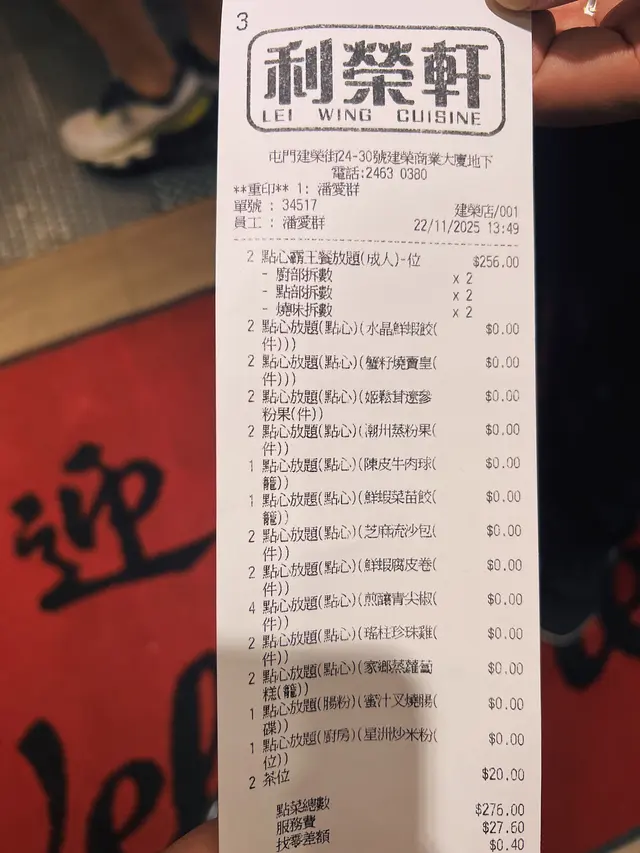 3
利榮軒
LEI WING CUISINE
屯門建榮街24-30號建榮商業大廈地下
電話:2463 0380
**重印** 1: 潘愛群
單號 : 34517 建榮店/001
員工 : 潘愛群 22/11/2025 13:49
2 點心霸王餐放題(成人)-位 $256.00
- 廚部拆數 x 2
- 點部拆數 x 2
- 燒味拆數 x 2
2 點心放題(點心)(水晶鮮蝦餃( $0.00
件)))
2 點心放題(點心)(蟹籽燒賣皇( $0.00
件)))
2 點心放題(點心)(姬鬆茸遼參 $0.00
粉果(件))
2 點心放題(點心)(潮州蒸粉果( $0.00
件))
1 點心放題(點心)(陳皮牛肉球( $0.00
籠))
1 點心放題(點心)(鮮蝦菜苗餃( $0.00
籠))
2 點心放題(點心)(芝麻流沙包( $0.00
件))
2 點心放題(點心)(鮮蝦腐皮卷( $0.00
件))
4 點心放題(點心)(煎釀青尖椒( $0.00
件))
2 點心放題(點心)(瑤柱珍珠雞( $0.00
件))
2 點心放題(點心)(家鄉蒸蘿蔔 $0.00
糕(籠))
1 點心放題(腸粉)(蜜汁叉燒腸( $0.00
碟))
1 點心放題(廚房)(星洲炒米粉( $0.00
位))
2 茶位 $20.00
點菜總數 $276.00
服務費 $27.60
找零差額 $0.40
迎
Wel